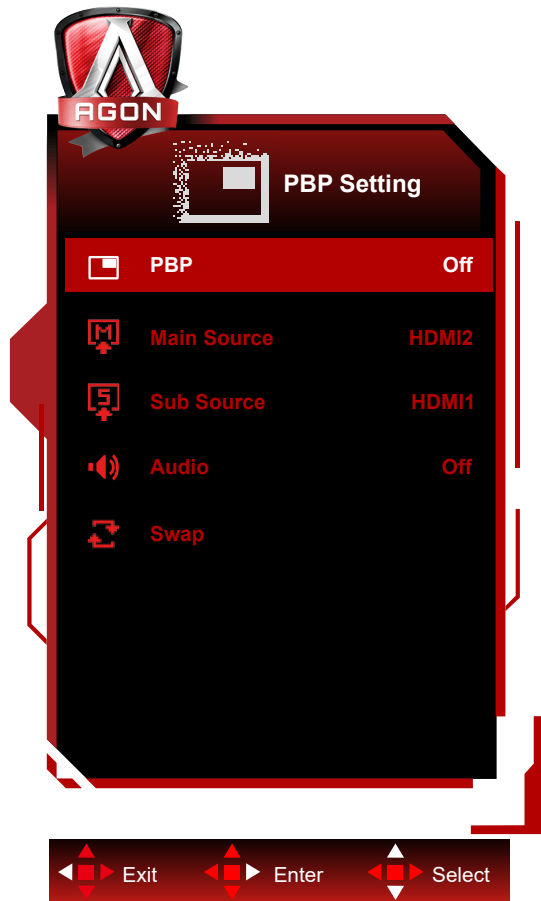 AGON
PBP Setting
PBP Off
Main Source HDMI2
Sub Source HDMI1
Audio Off
Swap
Exit Enter Select